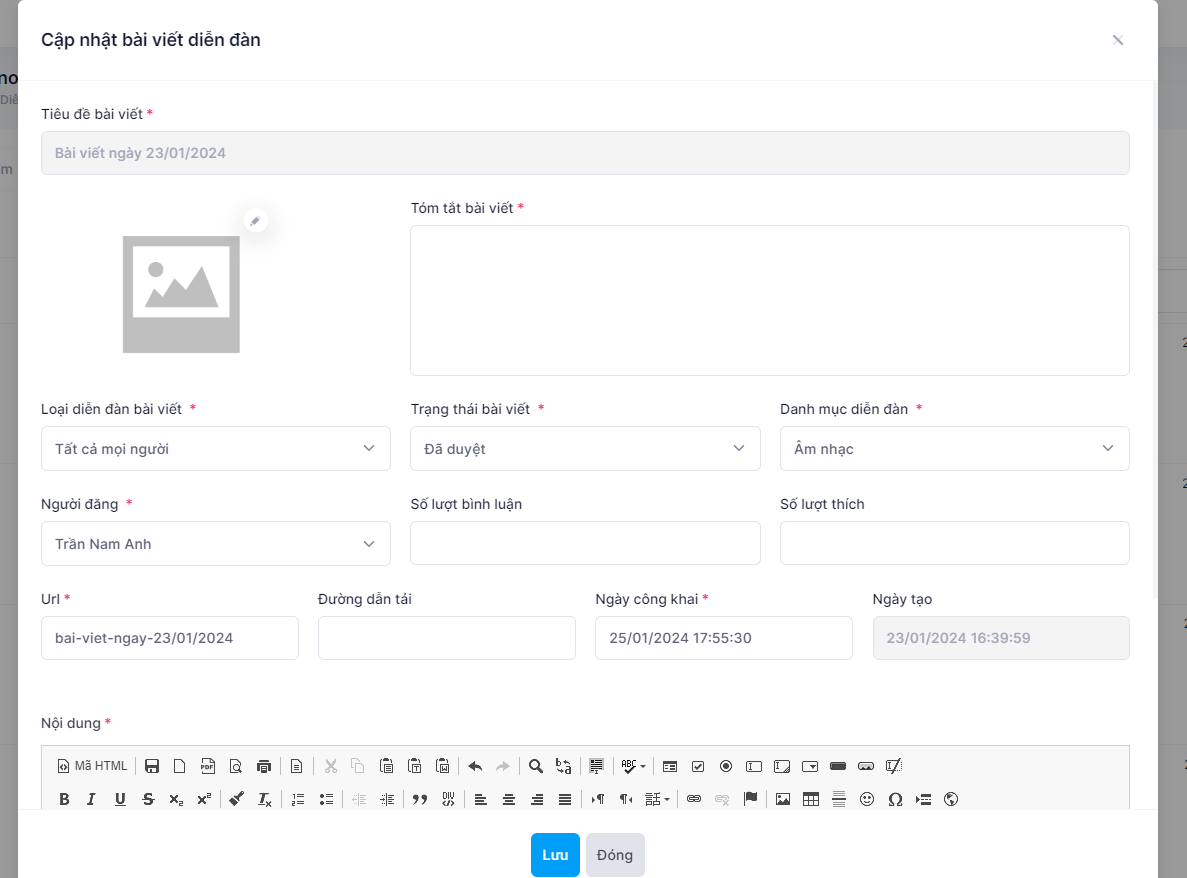 Cập nhật bài viết diễn đàn
Tiêu đề bài viết *
Bài viết ngày 23/01/2024
Tóm tắt bài viết *
Loại diễn đàn bài viết *
Trạng thái bài viết *
Danh mục diễn đàn *
Tất cả mọi người
Đã duyệt
Âm nhạc
Người đăng *
Số lượt bình luận
Số lượt thích
Trần Nam Anh
Url *
Đường dẫn tải
Ngày công khai *
Ngày tạo
bai-viet-ngay-23/01/2024
25/01/2024 17:55:30
23/01/2024 16:39:59
Nội dung *
Mã HTML
Lưu
Đóng